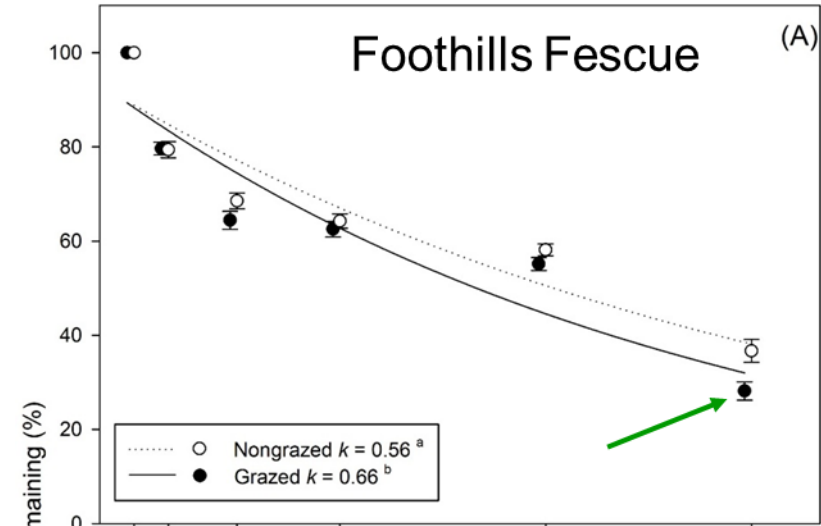 Foothills Fescue
(A)
100
80
60
40
20
0
maining (%)
Nongrazed k = 0.56 a
Grazed k = 0.66 b